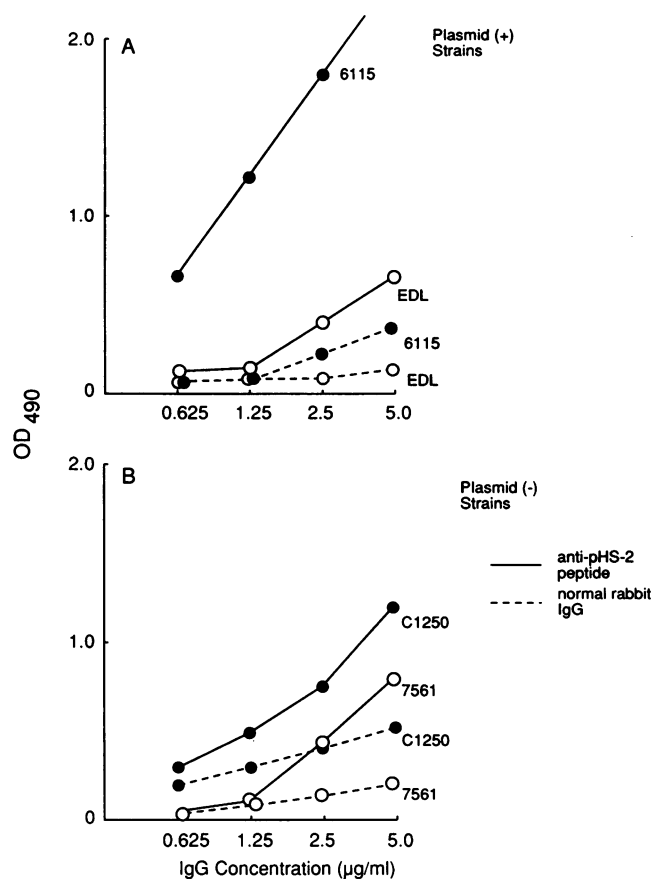 2.0
A
Plasmid (+)
Strains
6115
1.0
EDL
6115
EDL
0
0.625 1.25 2.5 5.0
OD490
2.0
B
Plasmid (-)
Strains
anti-pHS-2
peptide
normal rabbit
IgG
C1250
1.0
7561
C1250
7561
0
0.625 1.25 2.5 5.0
IgG Concentration (µg/ml)